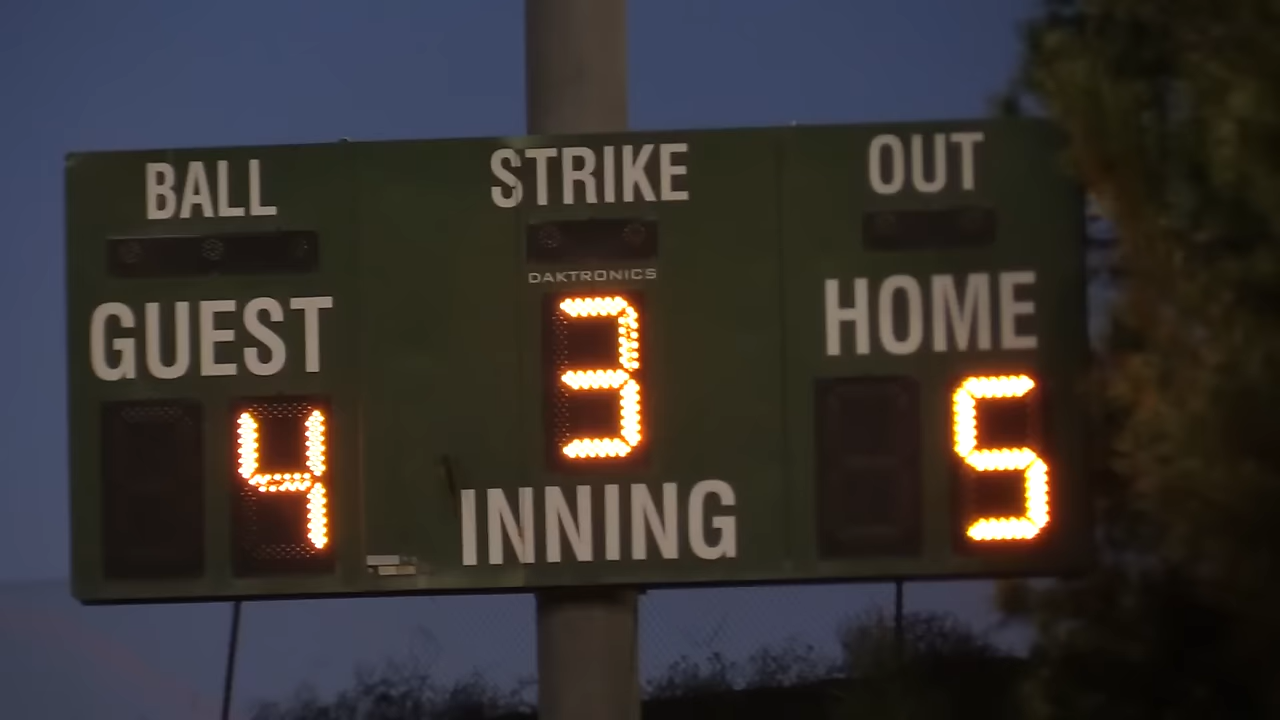 BALL STRIKE OUT
DAKTRONICS
GUEST 3 HOME
4 5
INNING